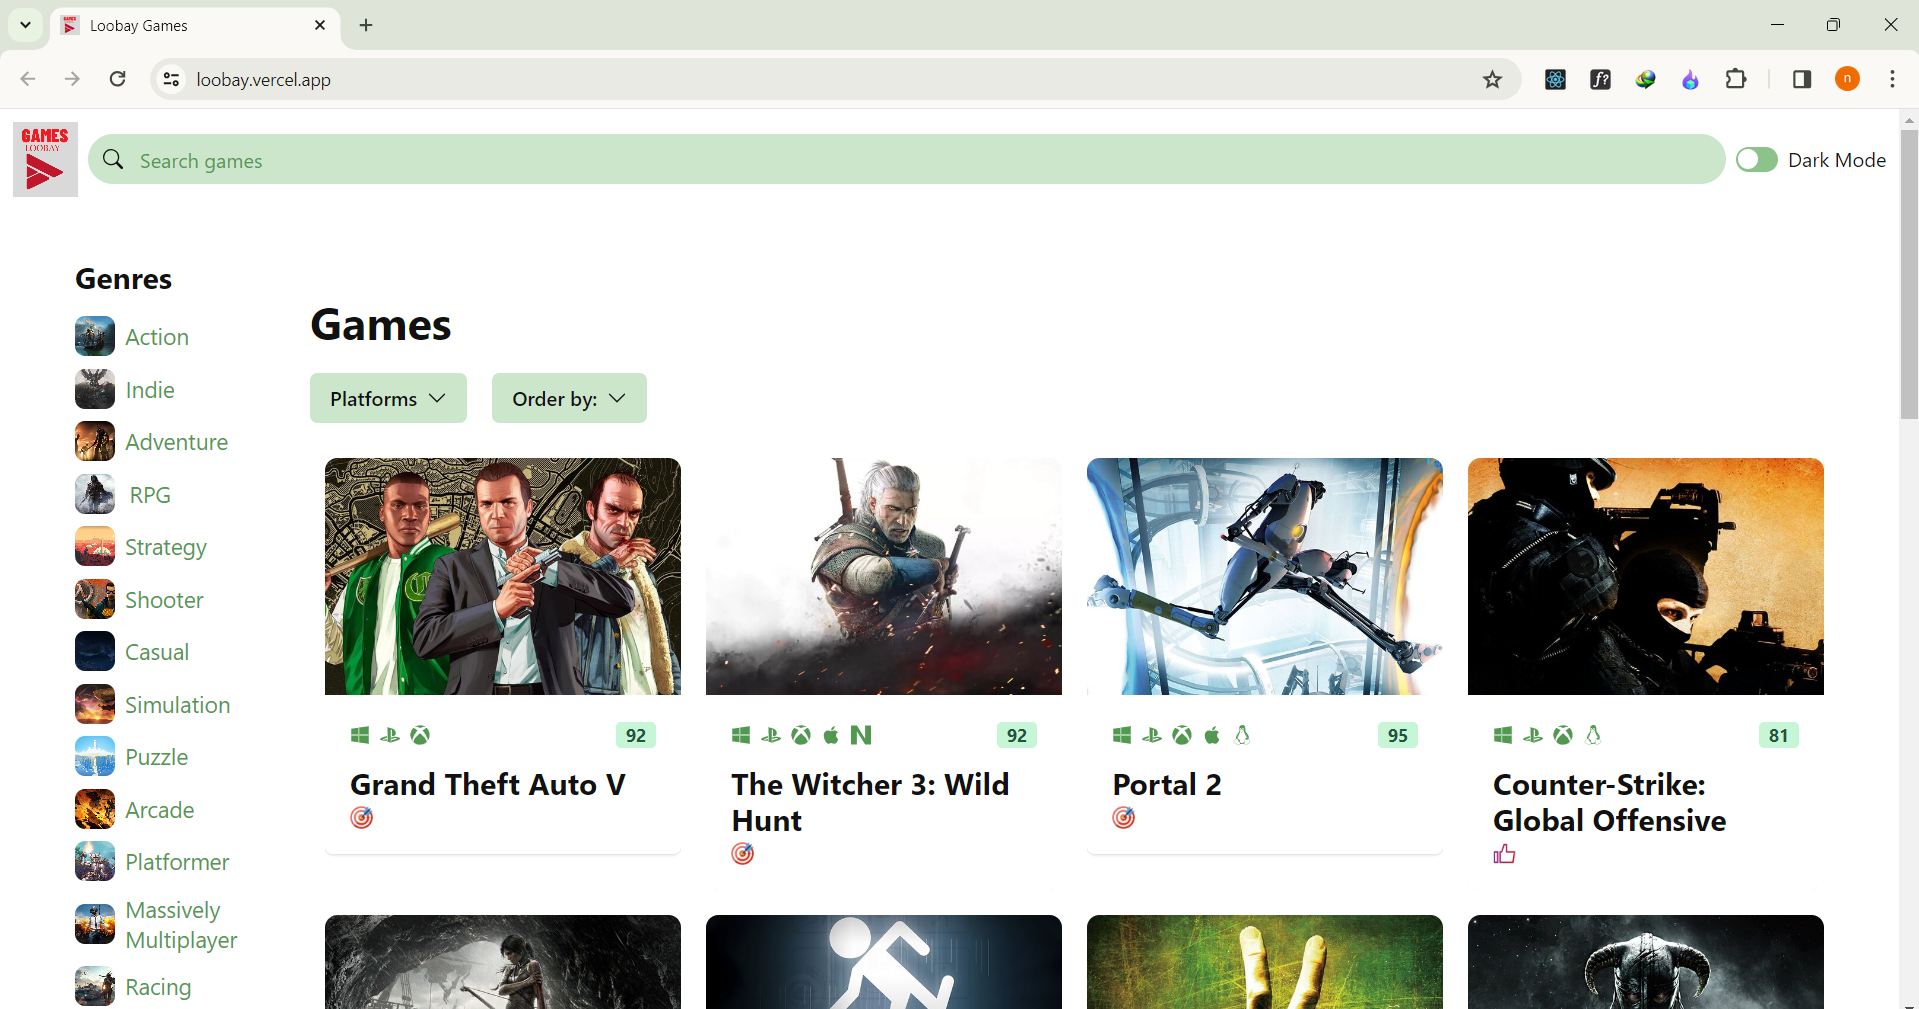 Loobay Games
loobay.vercel.app
n
GAMES
LOOBAY
Search games
Dark Mode
Genres
Action
Indie
Adventure
RPG
Strategy
Shooter
Casual
Simulation
Puzzle
Arcade
Platformer
Massively
Multiplayer
Racing
Games
Platforms
Order by:
92
Grand Theft Auto V
92
The Witcher 3: Wild
Hunt
95
Portal 2
81
Counter-Strike:
Global Offensive